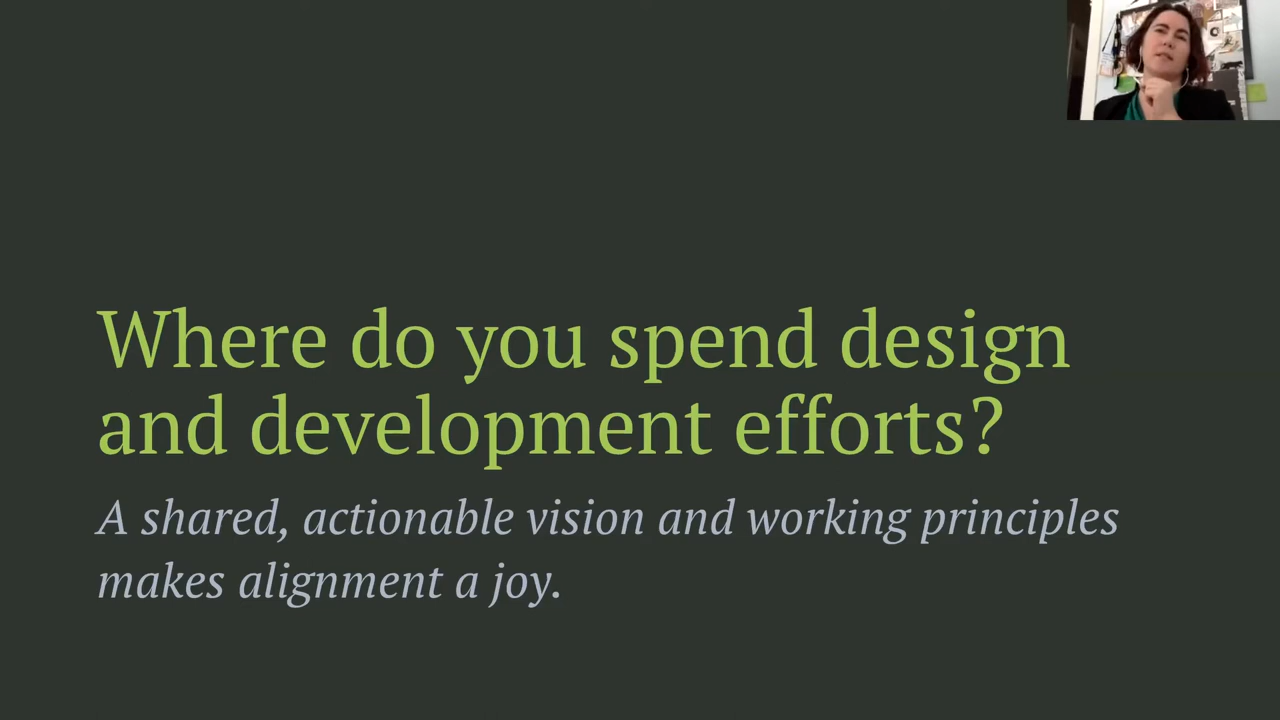 Where do you spend design
and development efforts?
A shared, actionable vision and working principles
makes alignment a joy.